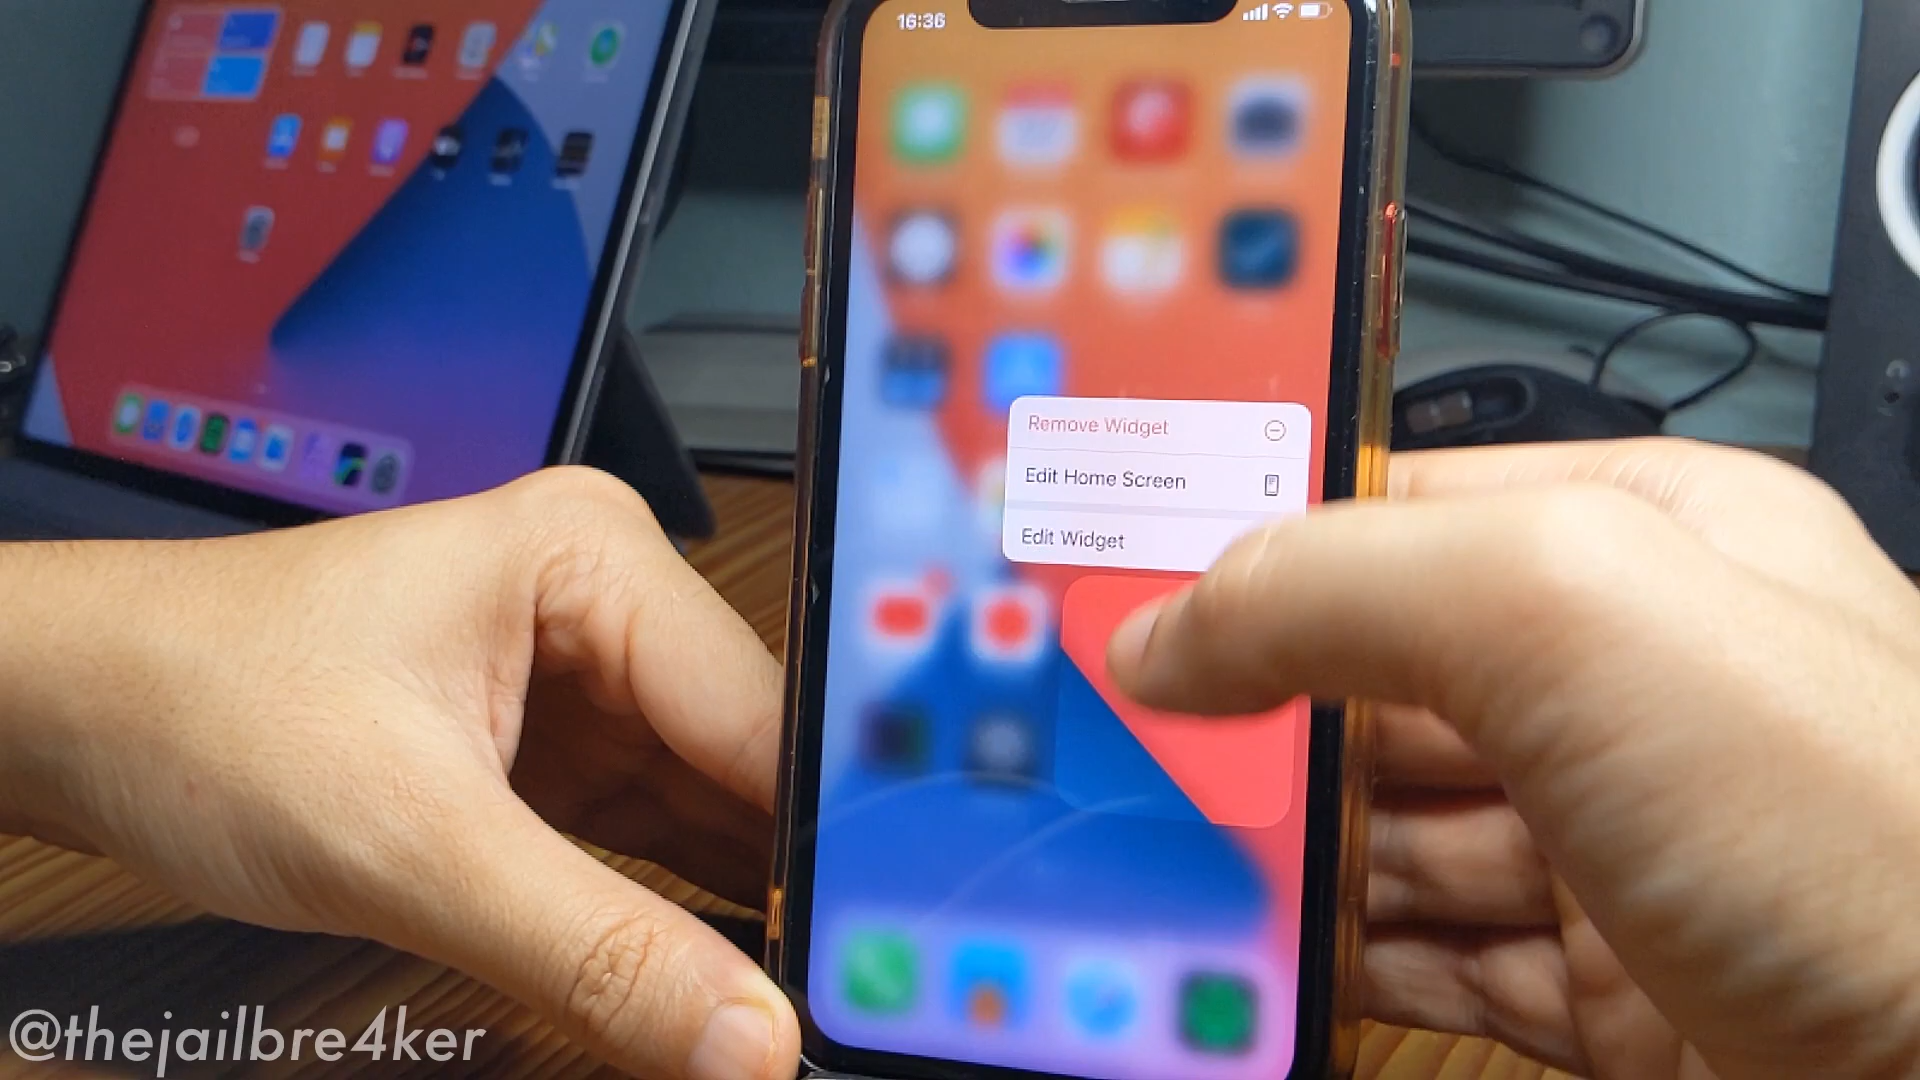 16:36
Remove Widget
Edit Home Screen
Edit Widget
@thejailbre4ker